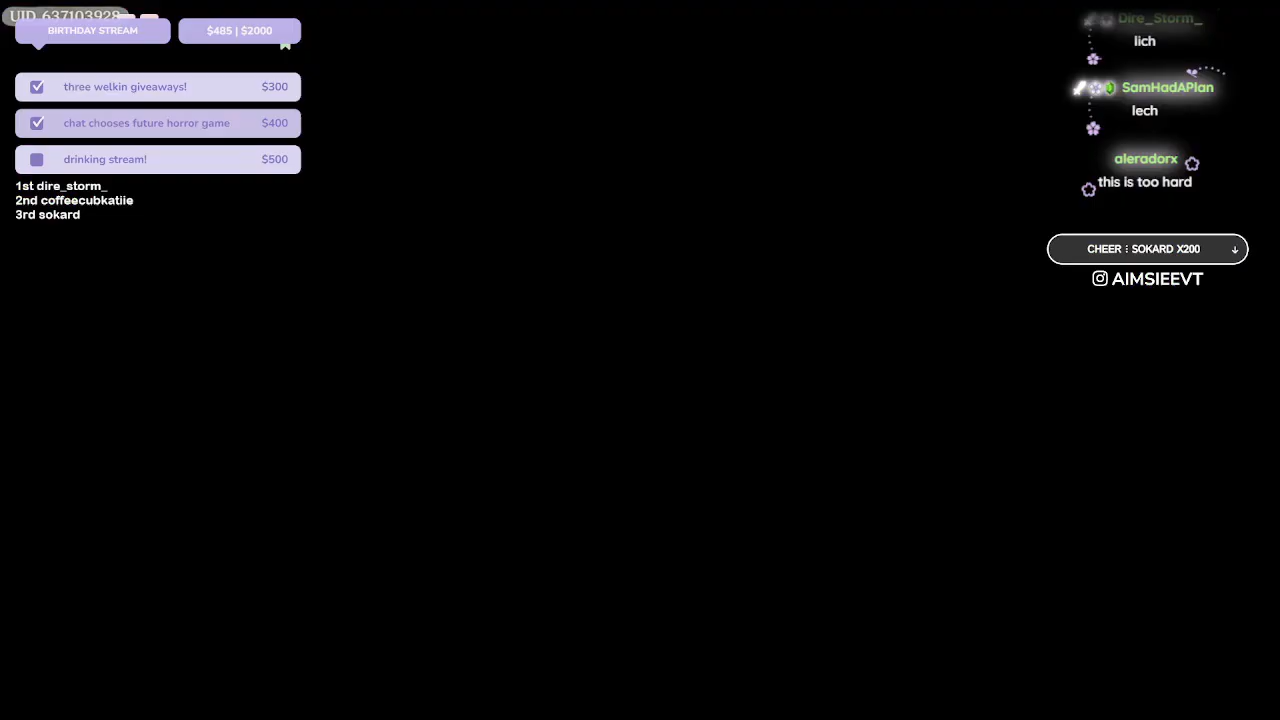 UID 637103928
BIRTHDAY STREAM
$485 | $2000
three welkin giveaways! $300
chat chooses future horror game $400
drinking stream! $500
1st dire_storm_
2nd coffeecubkatiie
3rd sokard
Dire_Storm_
lich
SamHadAPlan
lech
aleradorx
this is too hard
CHEER : SOKARD X200 ↓
AIMSIEEVT